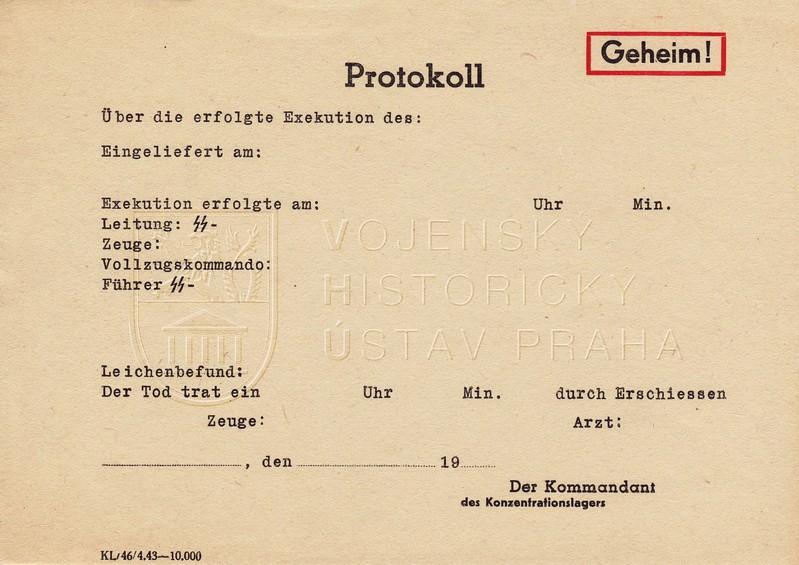 Geheim!
Protokoll
Über die erfolgte Exekution des:
Eingeliefert am:
Exekution erfolgte am: Uhr Min.
Leitung: ᛋᛋ-
Zeuge:
Vollzugskommando:
Führer ᛋᛋ-
VOJENSKÝ
HISTORICKÝ
ÚSTAV PRAHA
Leichenbefund:
Der Tod trat ein Uhr Min. durch Erschiessen
Zeuge: Arzt:
, den 19
Der Kommandant
des Konzentrationslagers
KL/46/4.43—10.000